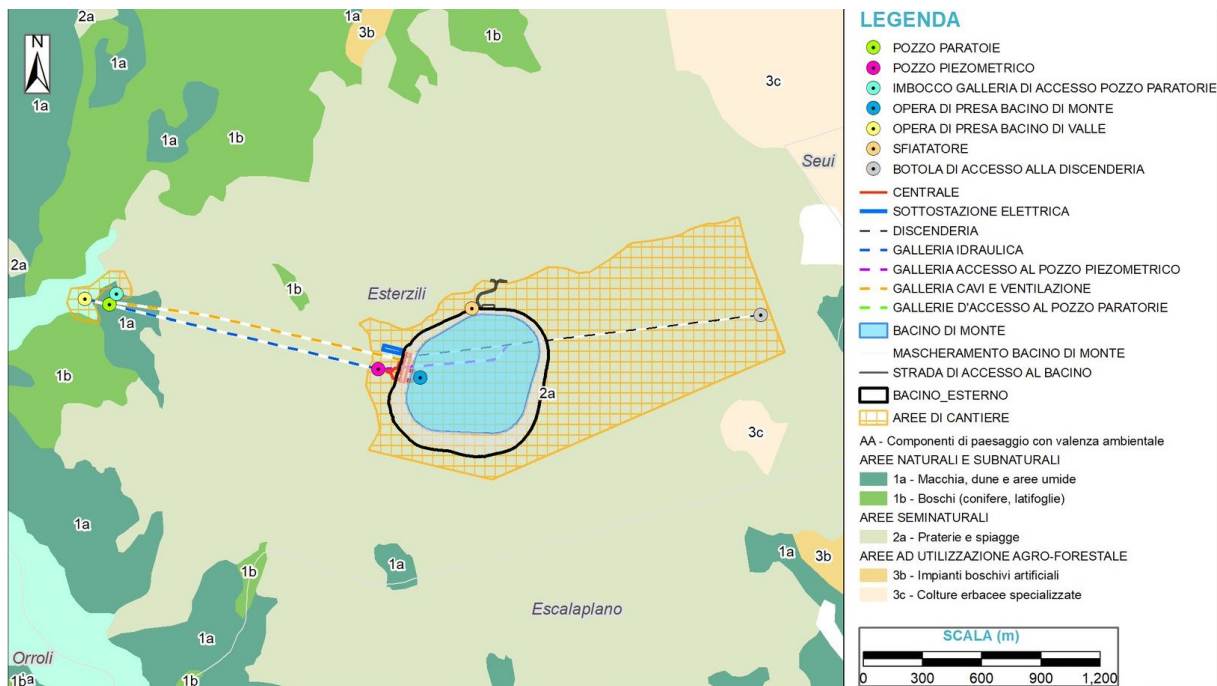 2a
1a
3b
1b
N
1a
1a
3c
1a
1b
Seui
2a
Esterzili
1b
1a
1b
2a
3c
1a
1a
3b
1b
1a
Escalaplano
1a
Orroli
1b
1a
1b
LEGENDA
POZZO PARATOIE
POZZO PIEZOMETRICO
IMBOCCO GALLERIA DI ACCESSO POZZO PARATORIE
OPERA DI PRESA BACINO DI MONTE
OPERA DI PRESA BACINO DI VALLE
SFIATATORE
BOTOLA DI ACCESSO ALLA DISCENDERIA
CENTRALE
SOTTOSTAZIONE ELETTRICA
DISCENDERIA
GALLERIA IDRAULICA
GALLERIA ACCESSO AL POZZO PIEZOMETRICO
GALLERIA CAVI E VENTILAZIONE
GALLERIE D'ACCESSO AL POZZO PARATORIE
BACINO DI MONTE
MASCHERAMENTO BACINO DI MONTE
STRADA DI ACCESSO AL BACINO
BACINO_ESTERNO
AREE DI CANTIERE
AA - Componenti di paesaggio con valenza ambientale
AREE NATURALI E SUBNATURALI
1a - Macchia, dune e aree umide
1b - Boschi (conifere, latifoglie)
AREE SEMINATURALI
2a - Praterie e spiagge
AREE AD UTILIZZAZIONE AGRO-FORESTALE
3b - Impianti boschivi artificiali
3c - Colture erbacee specializzate
SCALA (m)
0 300 600 900 1,200